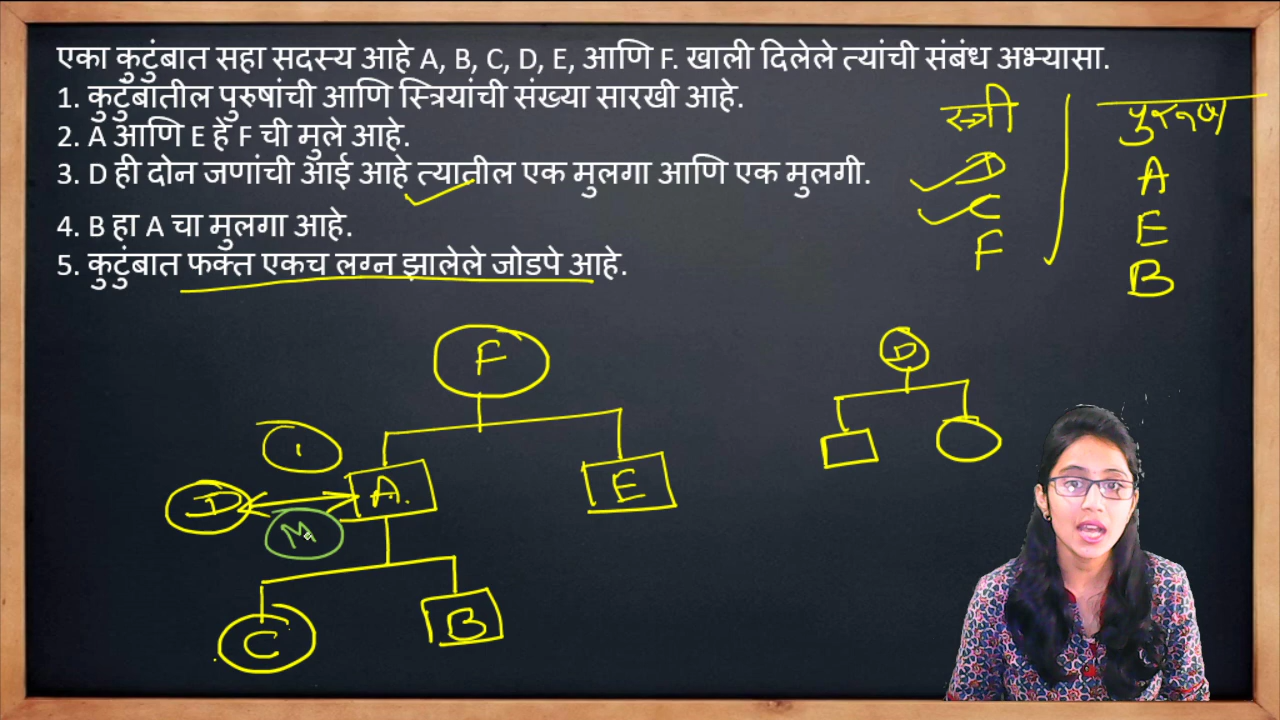 एका कुटुंबात सहा सदस्य आहे A, B, C, D, E, आणि F. खाली दिलेले त्यांची संबंध अभ्यासा.
1. कुटुंबातील पुरुषांची आणि स्त्रियांची संख्या सारखी आहे.
2. A आणि E हे F ची मुले आहे.
3. D ही दोन जणांची आई आहे त्यातील एक मुलगा आणि एक मुलगी.
4. B हा A चा मुलगा आहे.
5. कुटुंबात फक्त एकच लग्न झालेले जोडपे आहे.
स्त्री पुरुष
D A
C E
F B
F
D
1
D A. E
M
C B